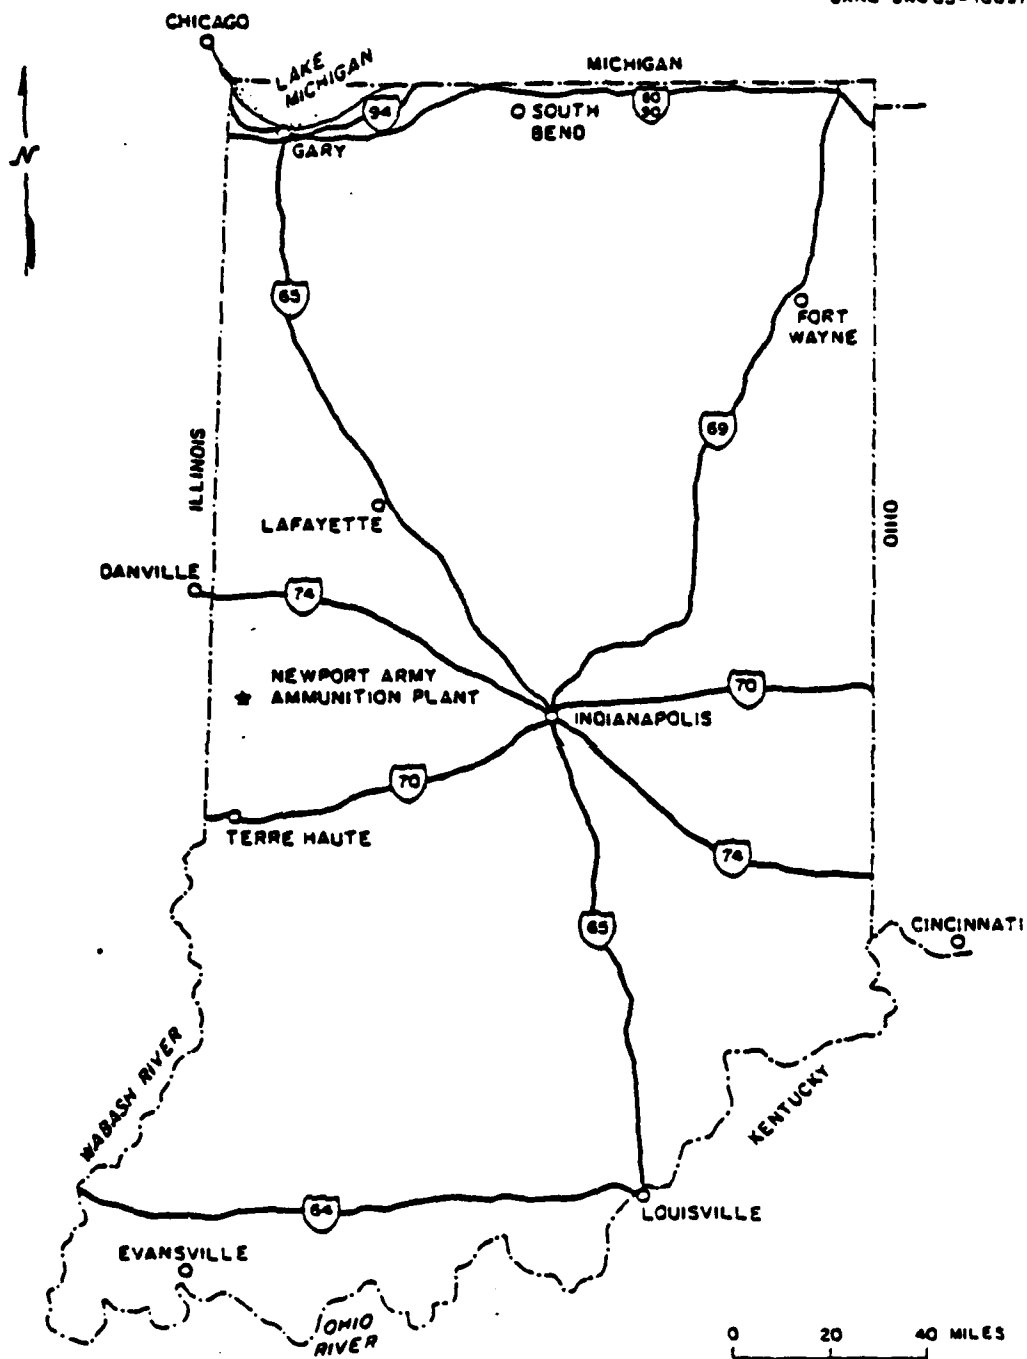 CHICAGO
LAKE
MICHIGAN
MICHIGAN
94
80
90
SOUTH
BEND
N
GARY
65
FORT
WAYNE
69
ILLINOIS
LAFAYETTE
OHIO
DANVILLE
74
NEWPORT ARMY
AMMUNITION PLANT
70
INDIANAPOLIS
70
TERRE HAUTE
74
65
CINCINNATI
WABASH RIVER
KENTUCKY
64
LOUISVILLE
EVANSVILLE
OHIO
RIVER
0 20 40 MILES